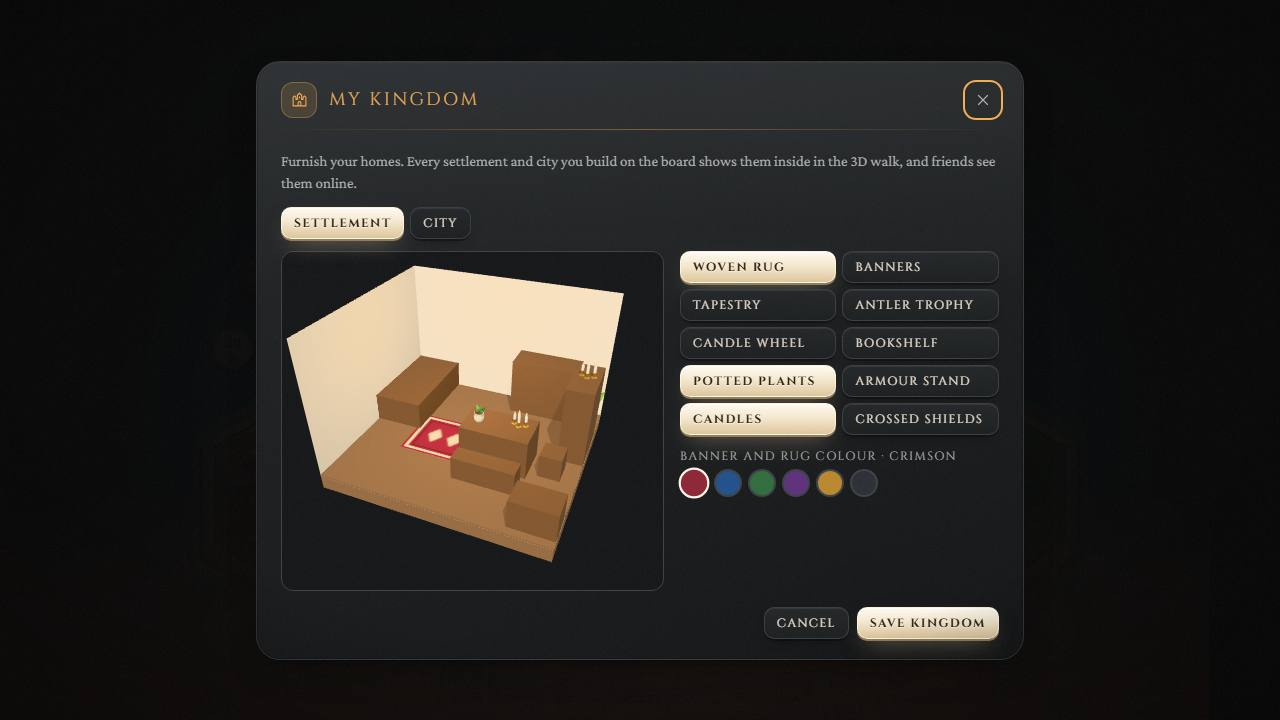 MY KINGDOM
Furnish your homes. Every settlement and city you build on the board shows them inside in the 3D walk, and friends see
them online.
SETTLEMENT
CITY
WOVEN RUG
BANNERS
TAPESTRY
ANTLER TROPHY
CANDLE WHEEL
BOOKSHELF
POTTED PLANTS
ARMOUR STAND
CANDLES
CROSSED SHIELDS
BANNER AND RUG COLOUR · CRIMSON
CANCEL
SAVE KINGDOM